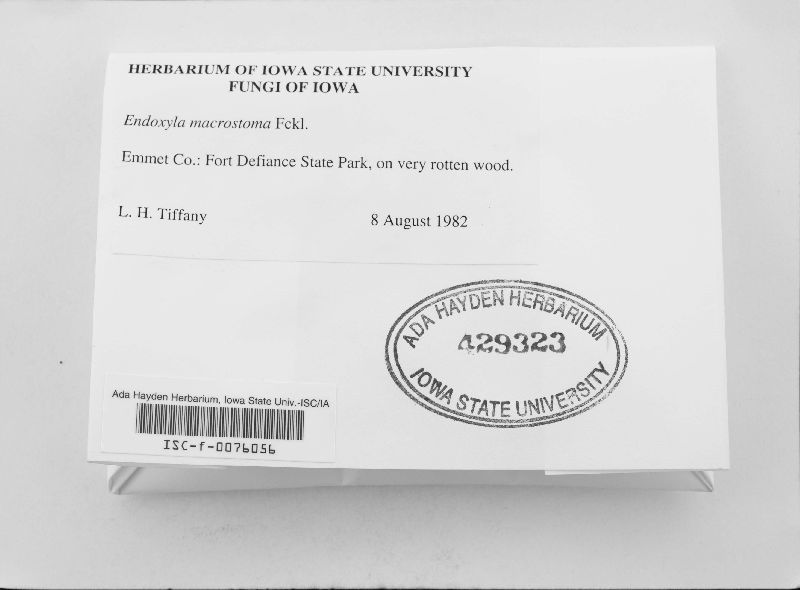 HERBARIUM OF IOWA STATE UNIVERSITY
FUNGI OF IOWA
Endoxyla macrostoma Fckl.
Emmet Co.: Fort Defiance State Park, on very rotten wood.
L. H. Tiffany 8 August 1982
ADA HAYDEN HERBARIUM
429323
IOWA STATE UNIVERSITY
Ada Hayden Herbarium, Iowa State Univ.-ISC/IA
ISC-f-0076056